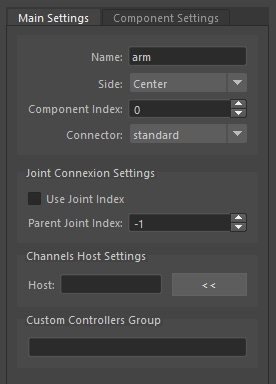 Main Settings Component Settings
Name: arm
Side: Center
Component Index: 0
Connector: standard
Joint Connexion Settings
Use Joint Index
Parent Joint Index: -1
Channels Host Settings
Host: <<
Custom Controllers Group